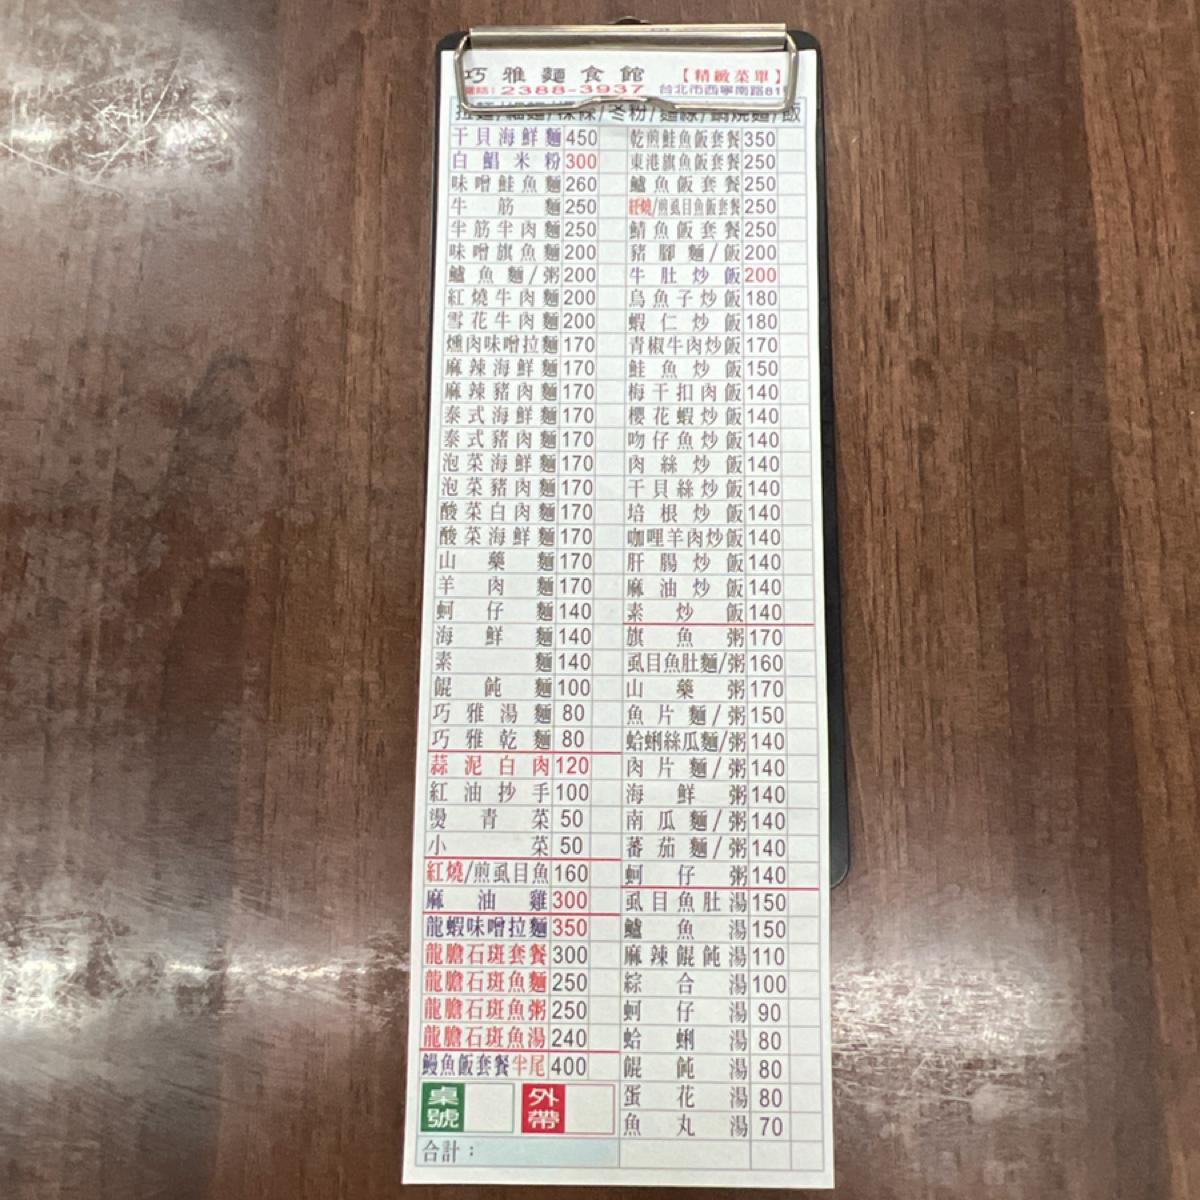 巧雅麵食館
【精緻菜單】
電話：2388-3937 台北市西寧南路81
冬粉/麵線/鍋燒麵/飯
干貝海鮮麵 450
白鯧米粉 300
味噌鮭魚麵 260
牛筋麵 250
半筋半肉麵 250
味噌旗魚麵 200
鱸魚麵/粥 200
紅燒牛肉麵 200
雪花牛肉麵 200
燻肉味噌拉麵 170
麻辣海鮮麵 170
麻辣豬肉麵 170
泰式海鮮麵 170
泰式豬肉麵 170
泡菜海鮮麵 170
泡菜豬肉麵 170
酸菜白肉麵 170
酸菜海鮮麵 170
山藥麵 170
羊肉麵 170
蚵仔麵 140
海鮮麵 140
素麵 140
餛飩麵 100
巧雅湯麵 80
巧雅乾麵 80
蒜泥白肉 120
紅油抄手 100
燙青菜 50
小菜 50
紅燒/煎虱目魚 160
麻油雞 300
龍蝦味噌拉麵 350
龍膽石斑套餐 300
龍膽石斑魚麵 250
龍膽石斑魚粥 250
龍膽石斑魚湯 240
鰻魚飯套餐半尾 400
桌號
外帶
合計：
乾煎鮭魚飯套餐 350
東港旗魚飯套餐 250
鱸魚飯套餐 250
紅燒/煎虱目魚飯套餐 250
鯖魚飯套餐 250
豬腳麵/飯 200
牛肚炒飯 200
烏魚子炒飯 180
蝦仁炒飯 180
青椒牛肉炒飯 170
鮭魚炒飯 150
梅干扣肉飯 140
櫻花蝦炒飯 140
吻仔魚炒飯 140
肉絲炒飯 140
干貝絲炒飯 140
培根炒飯 140
咖哩羊肉炒飯 140
肝腸炒飯 140
麻油炒飯 140
素炒飯 140
旗魚粥 170
虱目魚肚麵/粥 160
山藥粥 170
魚片麵/粥 150
蛤蜊絲瓜麵/粥 140
肉片麵/粥 140
海鮮粥 140
南瓜麵/粥 140
蕃茄麵/粥 140
蚵仔粥 140
虱目魚肚湯 150
鱸魚湯 150
麻辣餛飩湯 110
綜合湯 100
蚵仔湯 90
蛤蜊湯 80
餛飩湯 80
蛋花湯 80
魚丸湯 70